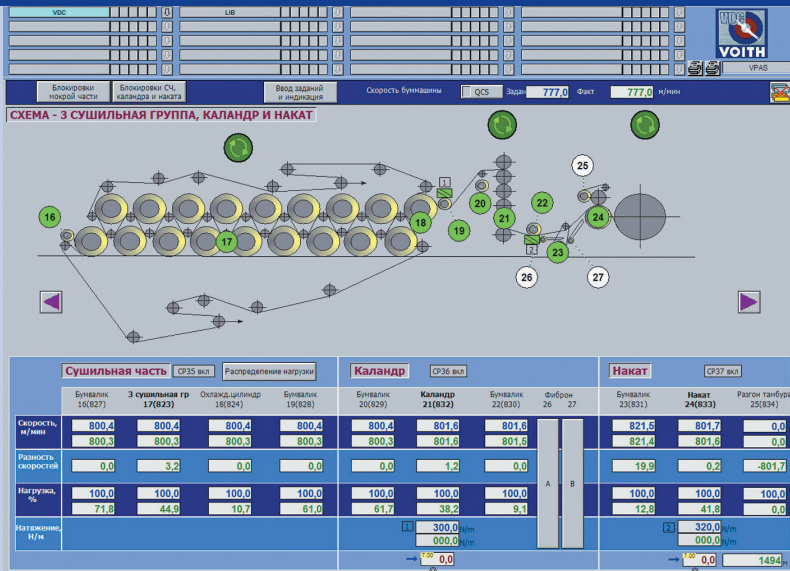 VDC
LIB
VDC
VOITH
VPAS
Блокировки мокрой части
Блокировки СЧ, каландра и наката
Ввод заданий и индикация
Скорость буммашины
QCS
Задан 777,0 Факт 777,0 м/мин
СХЕМА - 3 СУШИЛЬНАЯ ГРУППА, КАЛАНДР И НАКАТ
16
17
18
1
19
20
21
22
2
23
24
25
26
27
Сушильная часть СР35 вкл Распределение нагрузки Каландр СР36 вкл Накат СР37 вкл
Бумвалик 3 сушильная гр Охлажд.цилиндр Бумвалик Бумвалик Каландр Бумвалик Фиброн Бумвалик Накат Разгон тамбура
16(827) 17(823) 18(824) 19(828) 20(829) 21(832) 22(830) 26 27 23(831) 24(833) 25(834)
Скорость, 800,4 800,4 800,4 800,4 800,4 801,6 801,6 821,5 801,7 0,0
м/мин 800,3 800,3 800,3 800,3 800,3 801,6 801,5 821,4 801,6 0,0
Разность
скоростей 0,0 3,2 0,0 0,0 0,0 1,2 0,0 19,9 0,2 -801,7
A B
Нагрузка, 100,0 100,0 100,0 100,0 100,0 100,0 100,0 100,0 100,0 100,0
% 71,8 44,9 10,7 61,0 61,7 38,2 9,1 12,8 41,8 0,0
Натяжение, 1 300,0 N/m 2 320,0 N/m
Н/м 000,0 N/m 000,0 N/m
7.00 0,0 7.00 0,0 1494